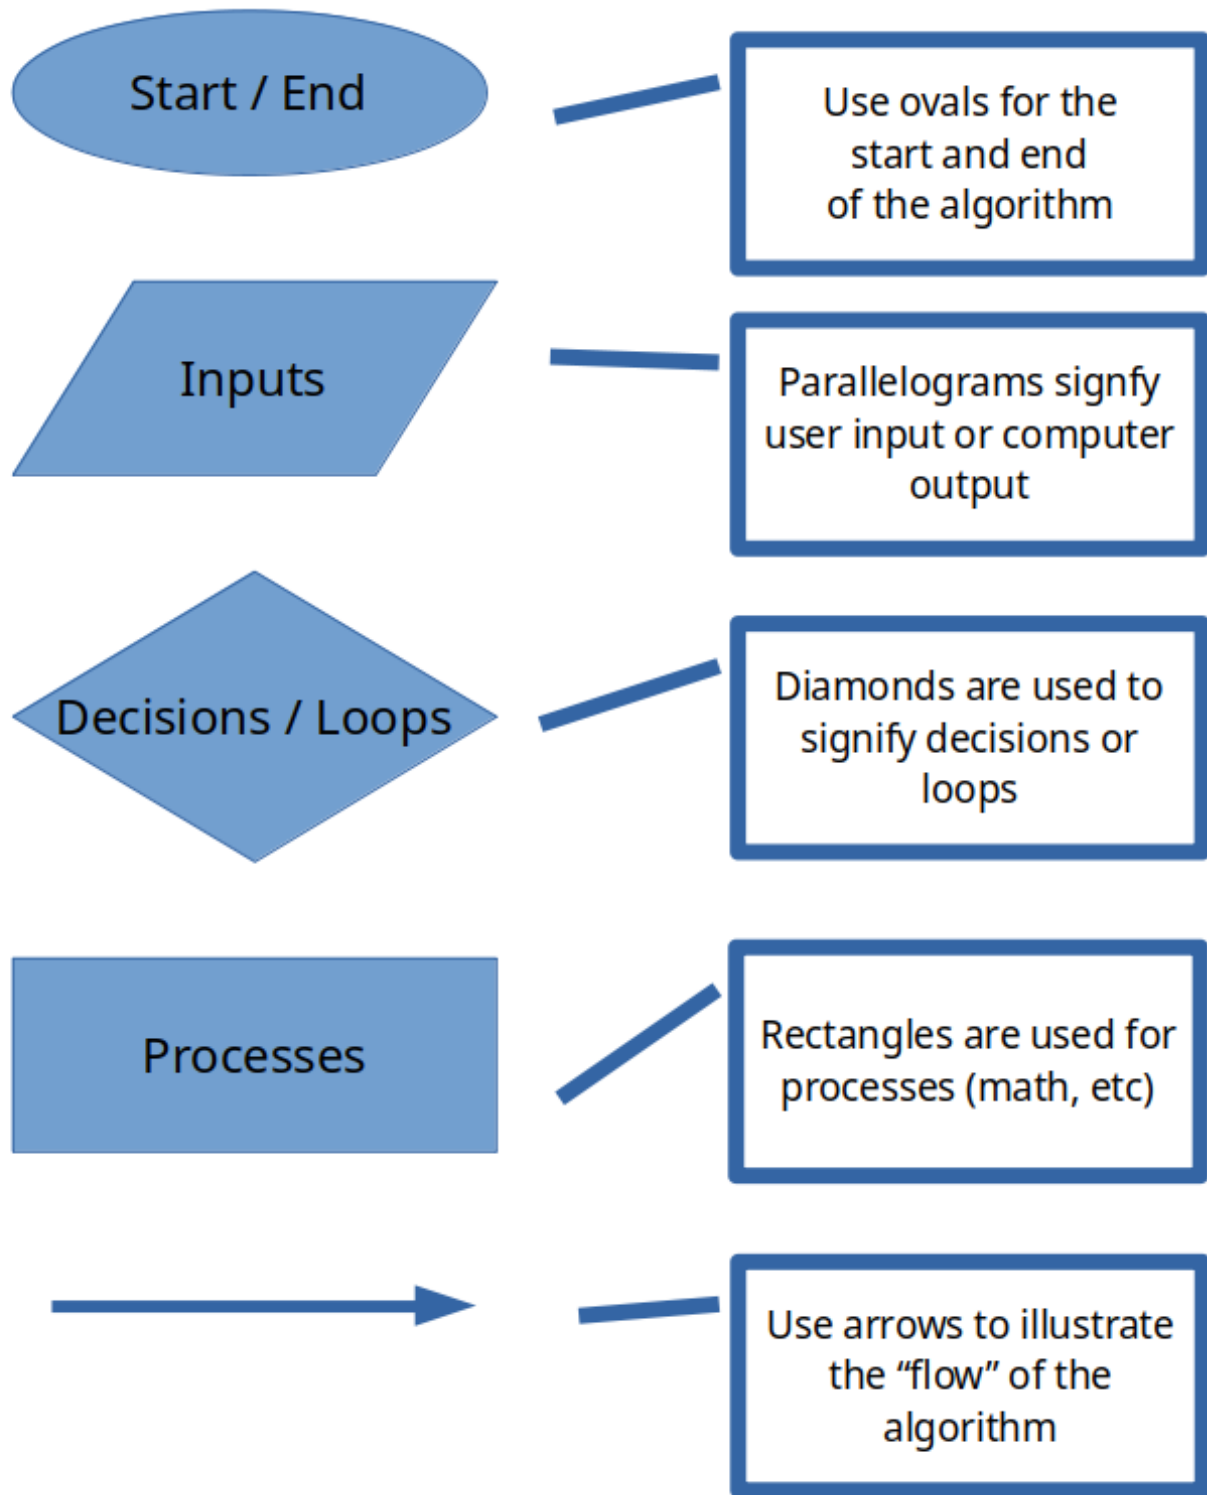 Start / End
Use ovals for the
start and end
of the algorithm
Inputs
Parallelograms signfy
user input or computer
output
Decisions / Loops
Diamonds are used to
signify decisions or
loops
Processes
Rectangles are used for
processes (math, etc)
Use arrows to illustrate
the “flow” of the
algorithm